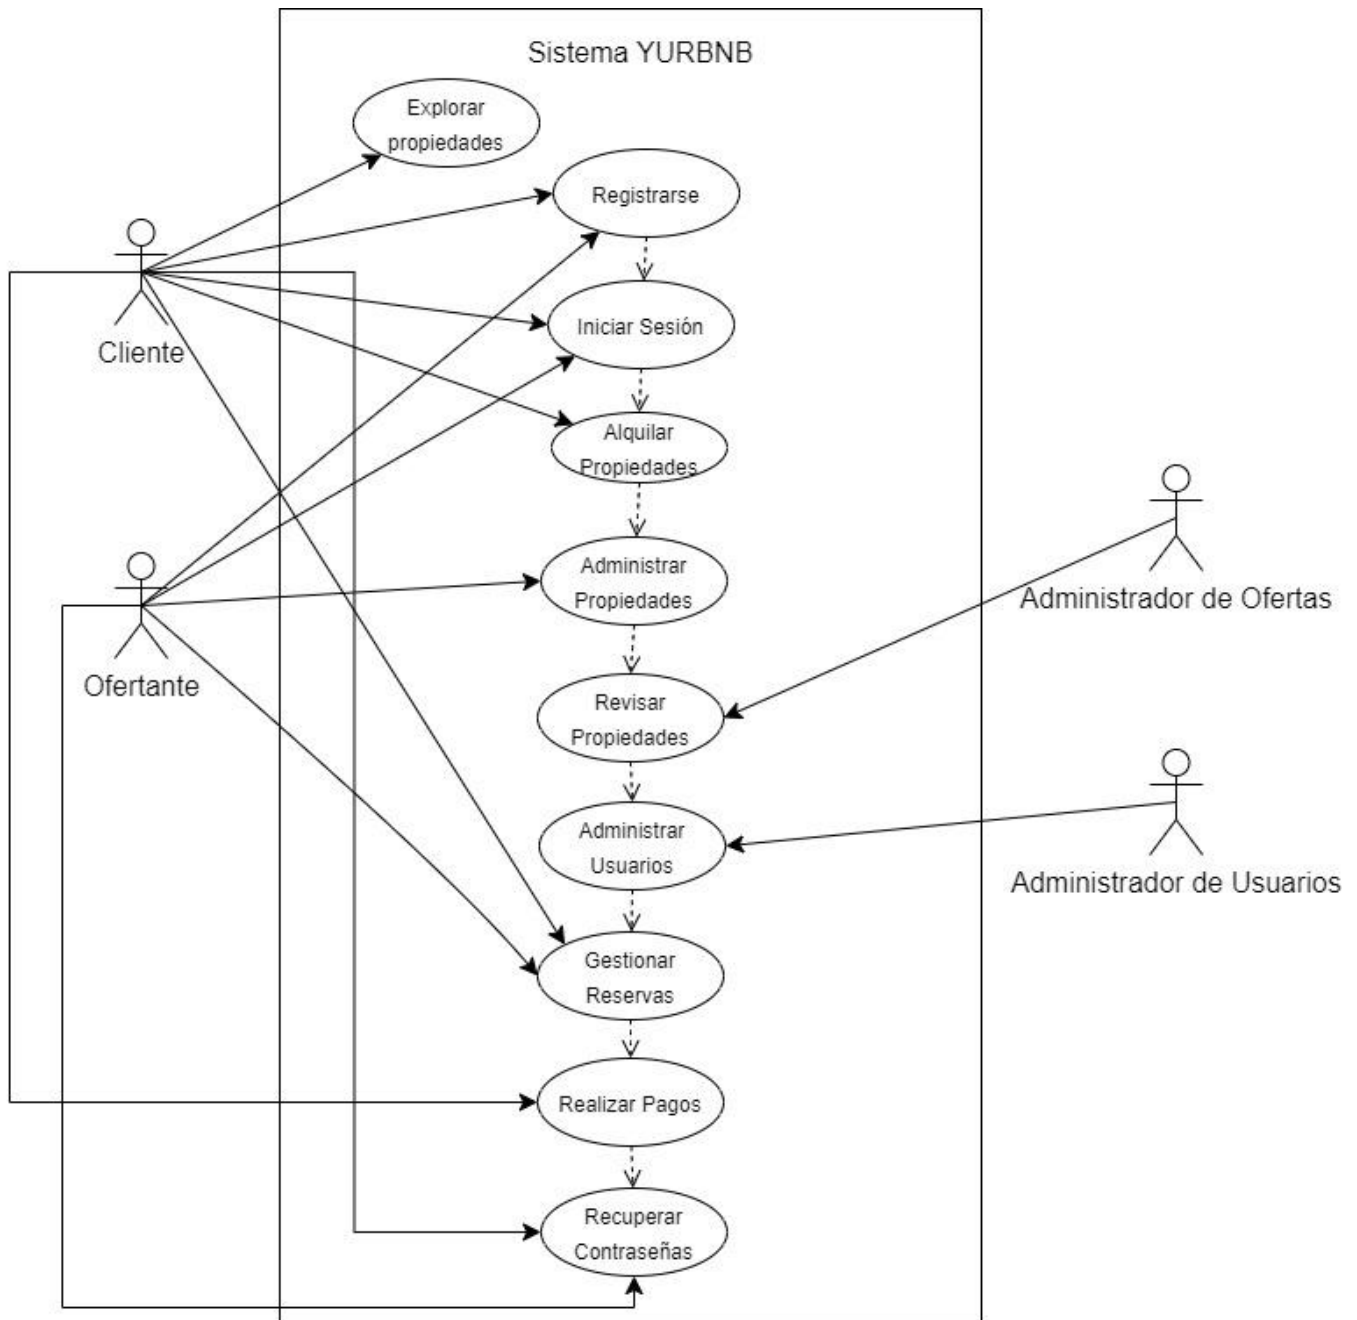 Sistema YURBNB
Explorar
propiedades
Registrarse
Cliente
Iniciar Sesión
Alquilar
Propiedades
Ofertante
Administrar
Propiedades
Administrador de Ofertas
Revisar
Propiedades
Administrar
Usuarios
Administrador de Usuarios
Gestionar
Reservas
Realizar Pagos
Recuperar
Contraseñas